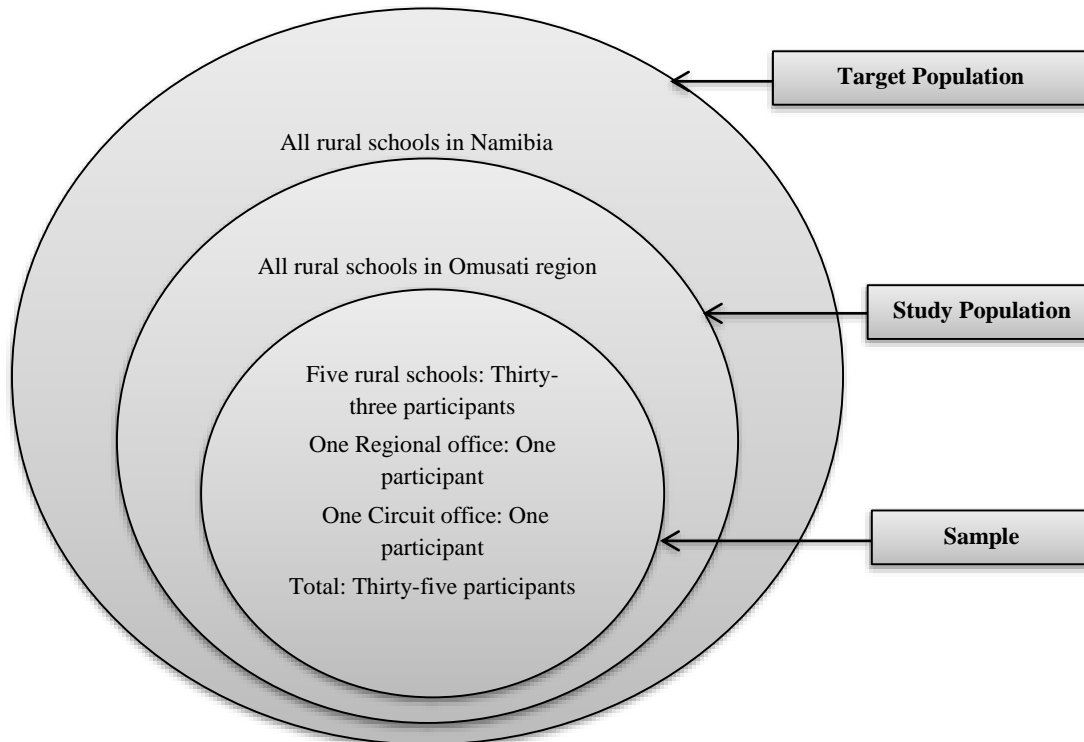 Target Population
All rural schools in Namibia
All rural schools in Omusati region
Study Population
Five rural schools: Thirty-
three participants
One Regional office: One
participant
One Circuit office: One
participant
Sample
Total: Thirty-five participants